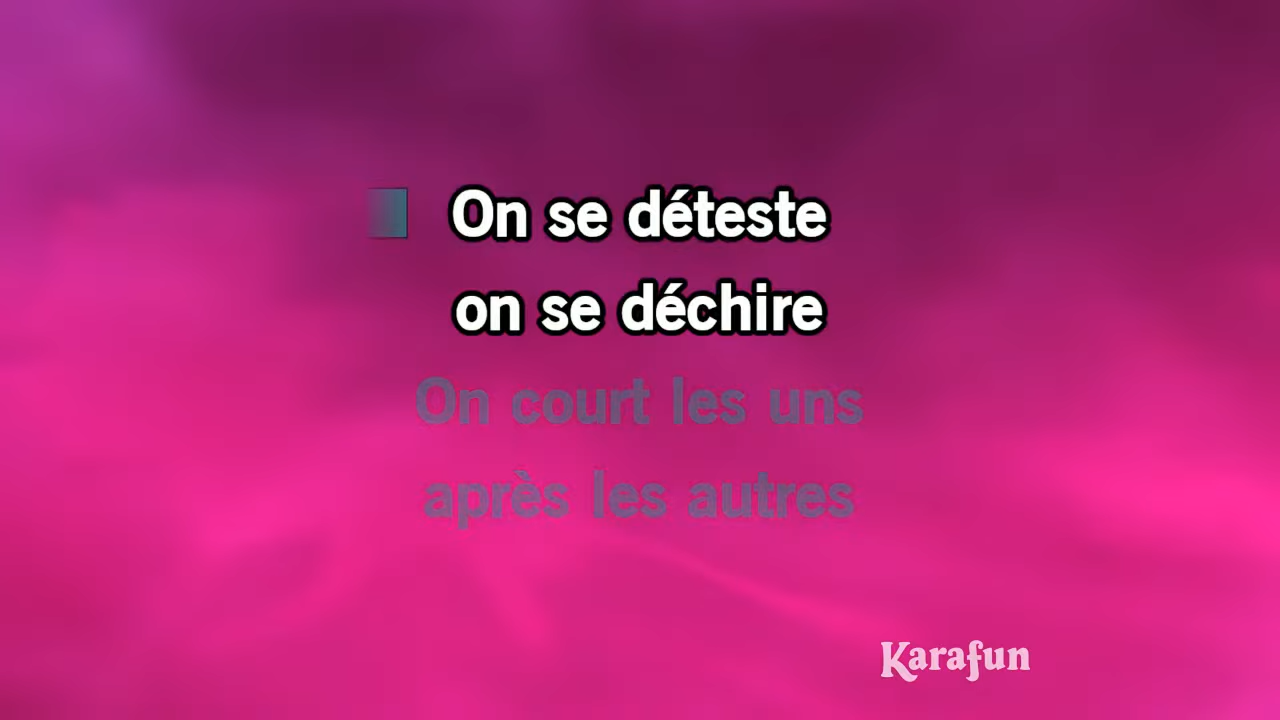 On se déteste
on se déchire
On court les uns
après les autres
Karafun